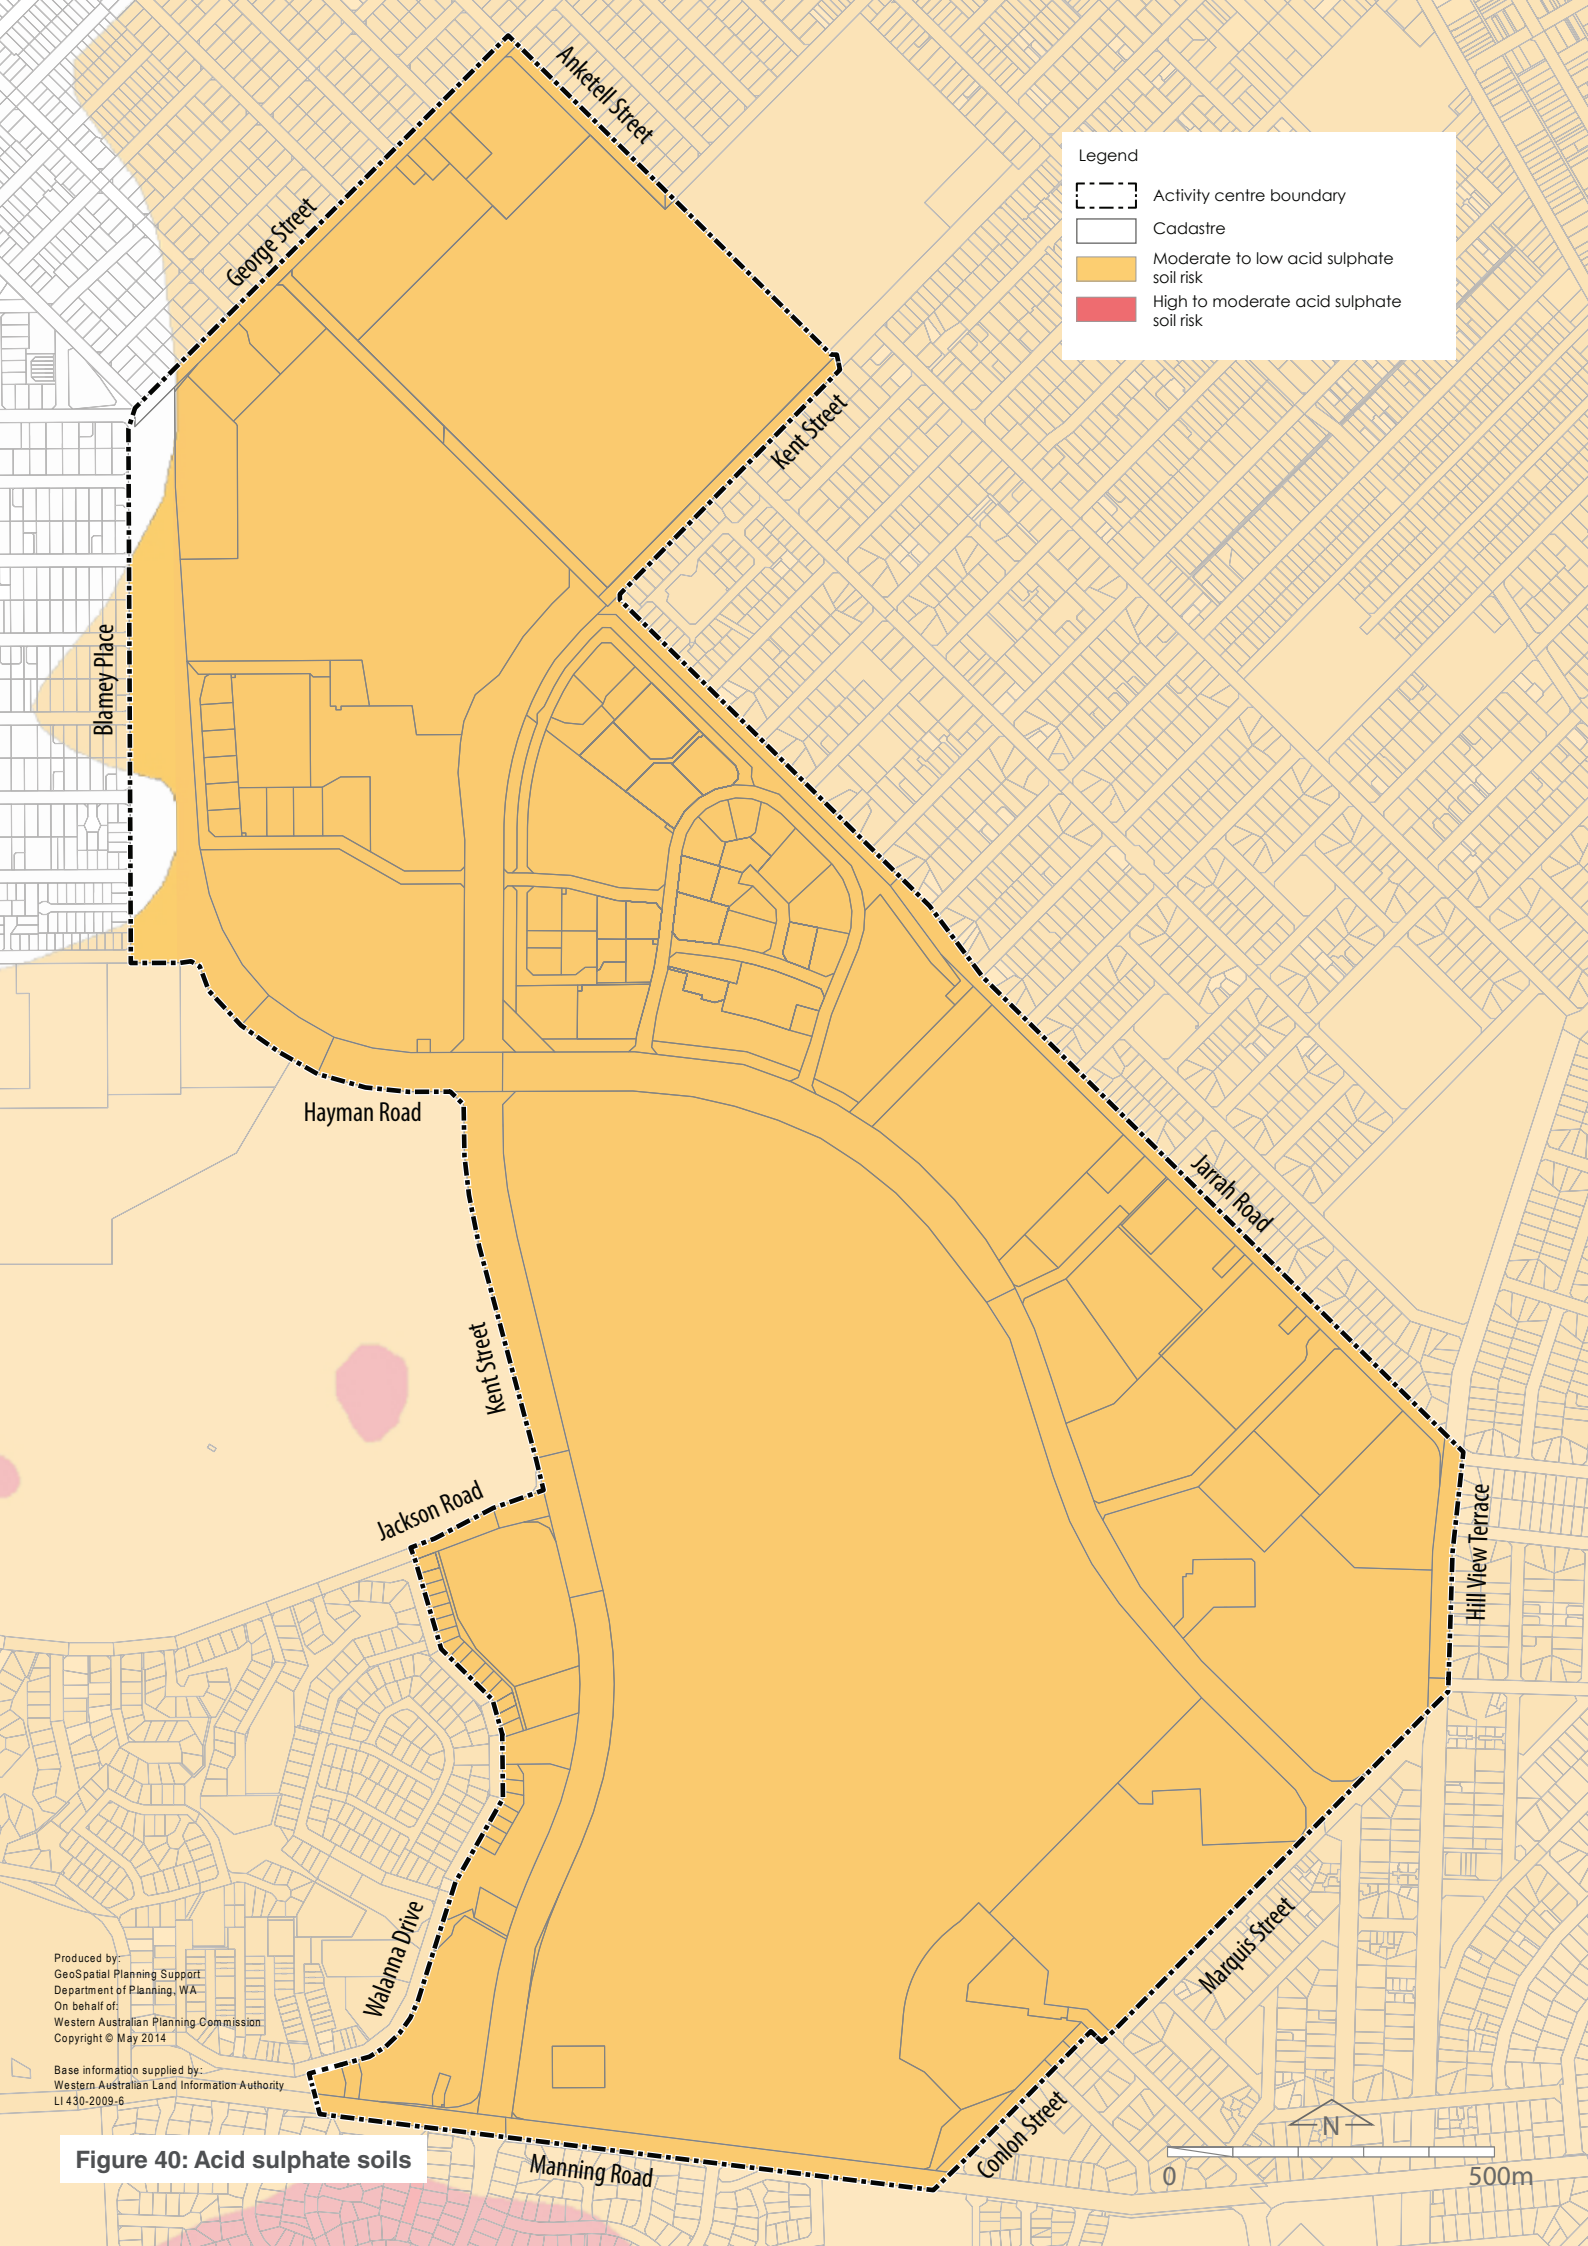 Anketell Street
George Street
Legend
Activity centre boundary
Cadastre
Moderate to low acid sulphate
soil risk
High to moderate acid sulphate
soil risk
Kent Street
Blamey Place
Hayman Road
Jarrah Road
Kent Street
Jackson Road
Hill View Terrace
Walanna Drive
Marquis Street
Produced by:
GeoSpatial Planning Support
Department of Planning, WA
On behalf of:
Western Australian Planning Commission
Copyright © May 2014
Base information supplied by:
Western Australian Land Information Authority
LI 430-2009-6
Conlon Street
N
0 500m
Manning Road
Figure 40: Acid sulphate soils